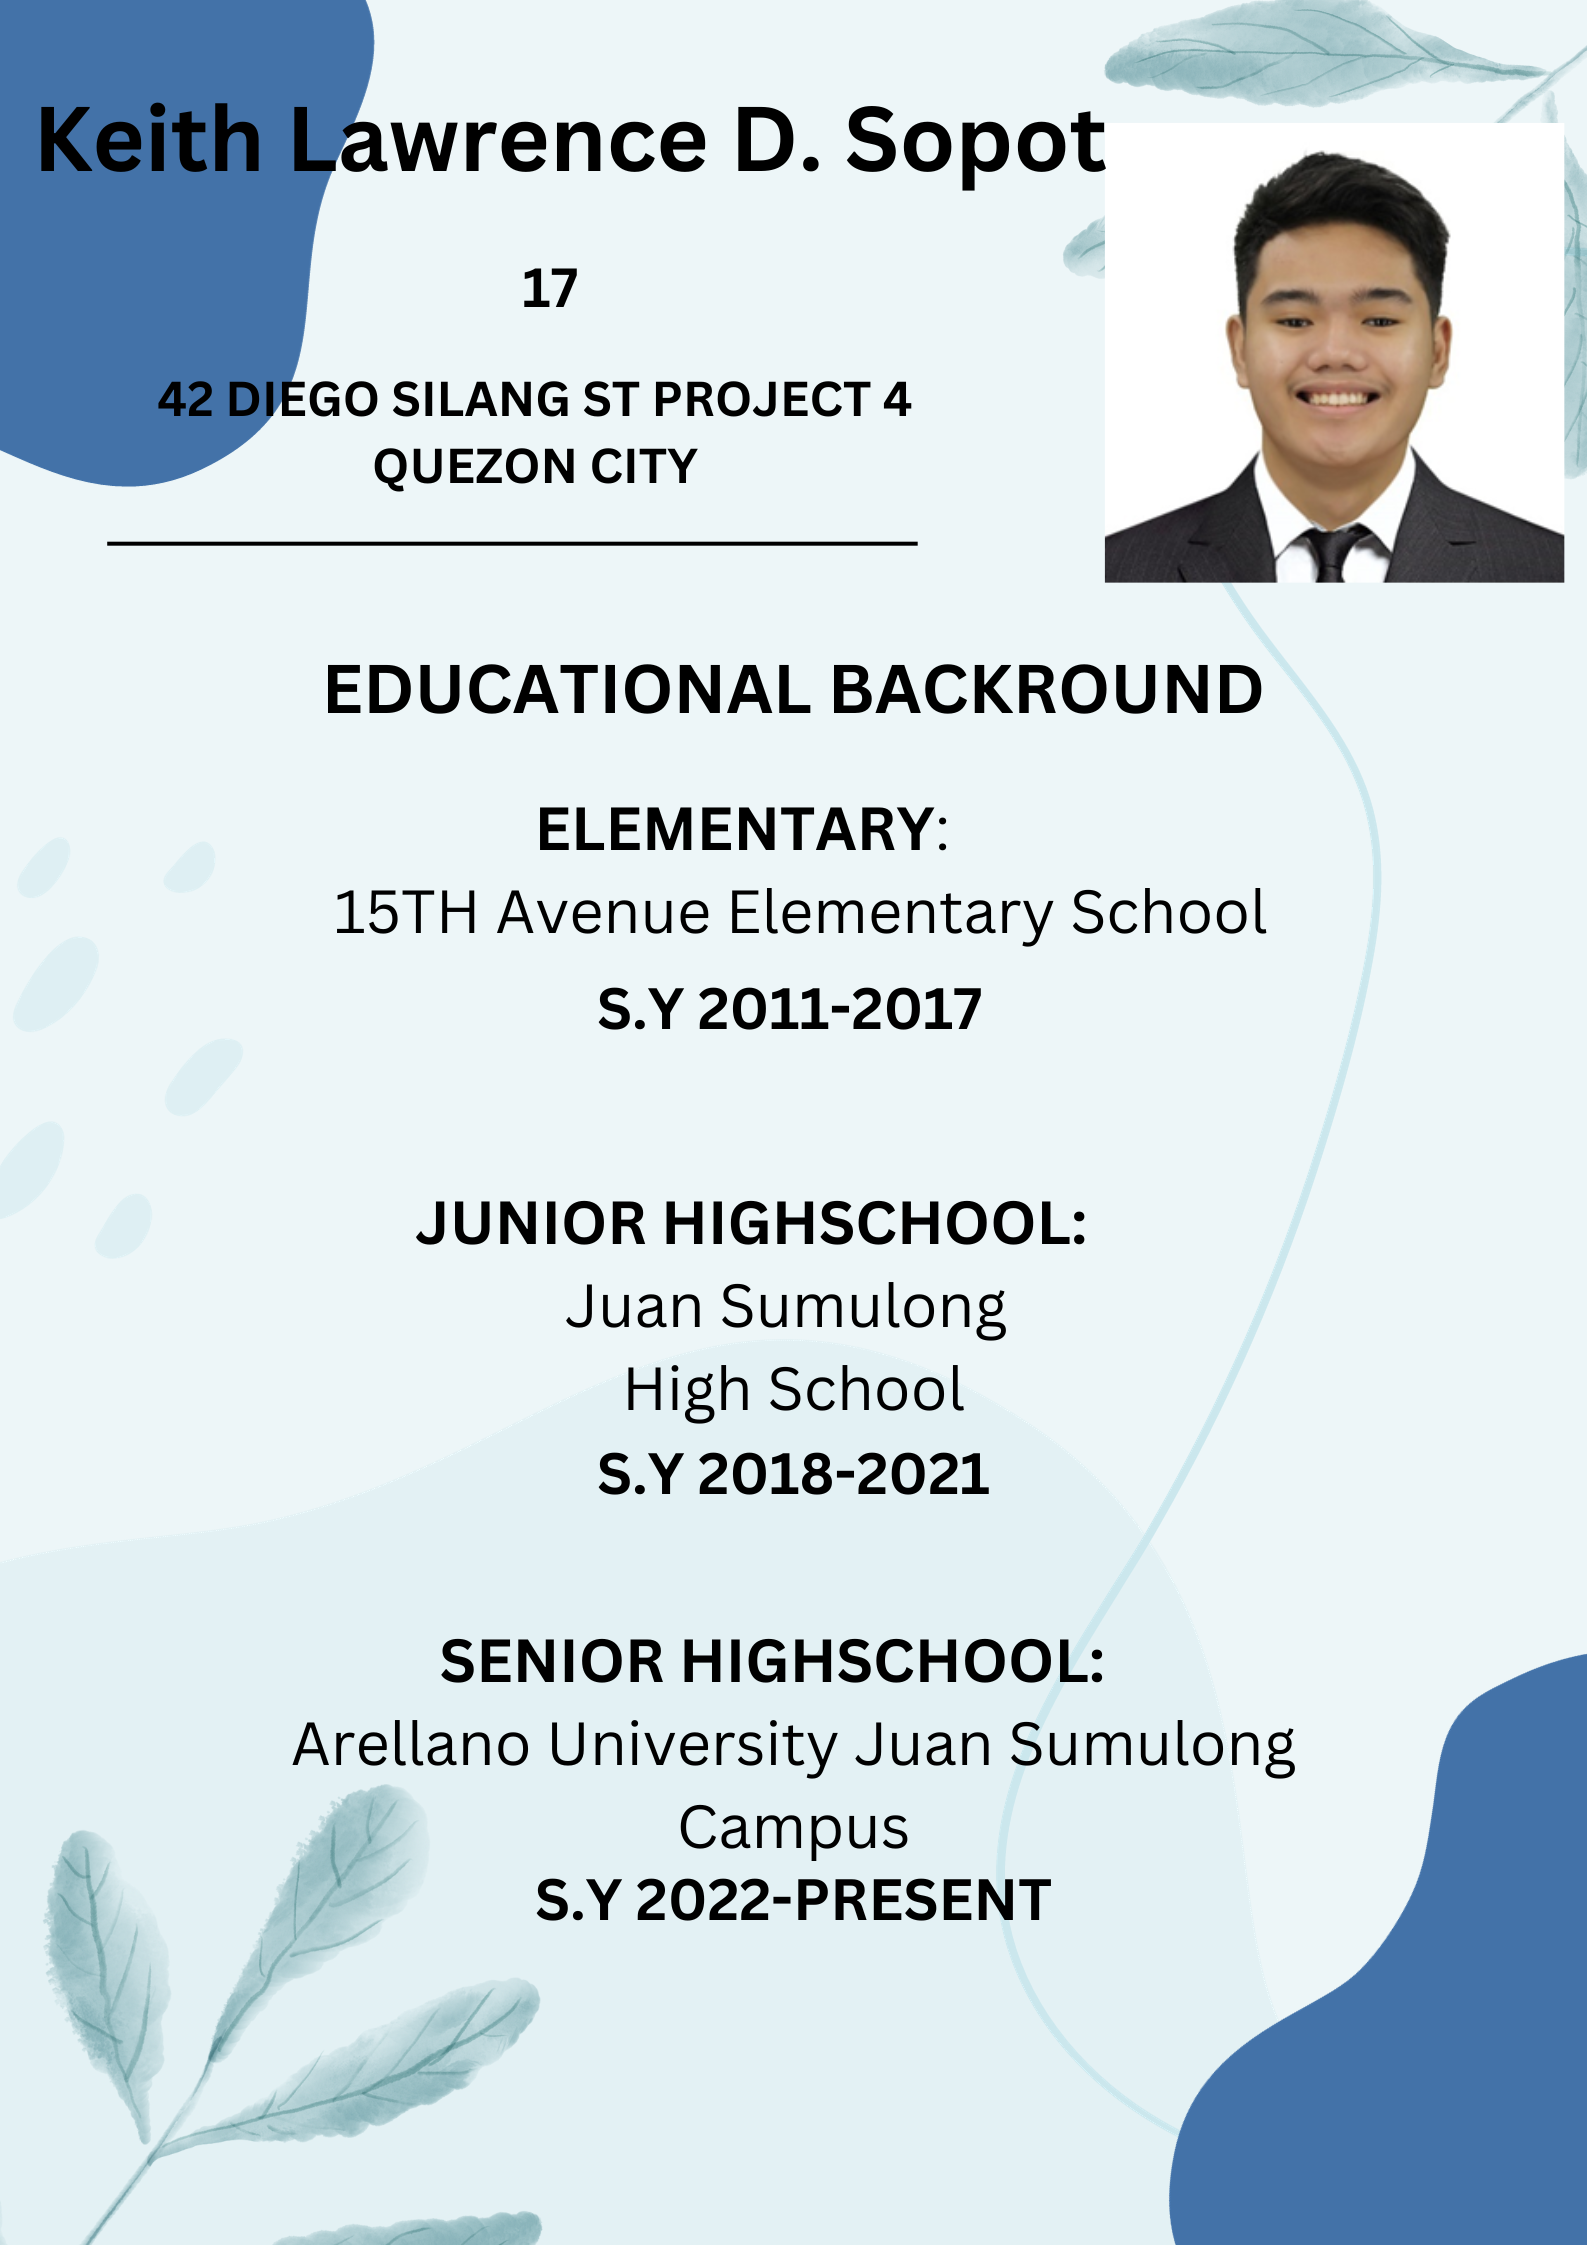 Keith Lawrence D. Sopot
17
42 DIEGO SILANG ST PROJECT 4
QUEZON CITY
EDUCATIONAL BACKROUND
ELEMENTARY:
15TH Avenue Elementary School
S.Y 2011-2017
JUNIOR HIGHSCHOOL:
Juan Sumulong
High School
S.Y 2018-2021
SENIOR HIGHSCHOOL:
Arellano University Juan Sumulong
Campus
S.Y 2022-PRESENT